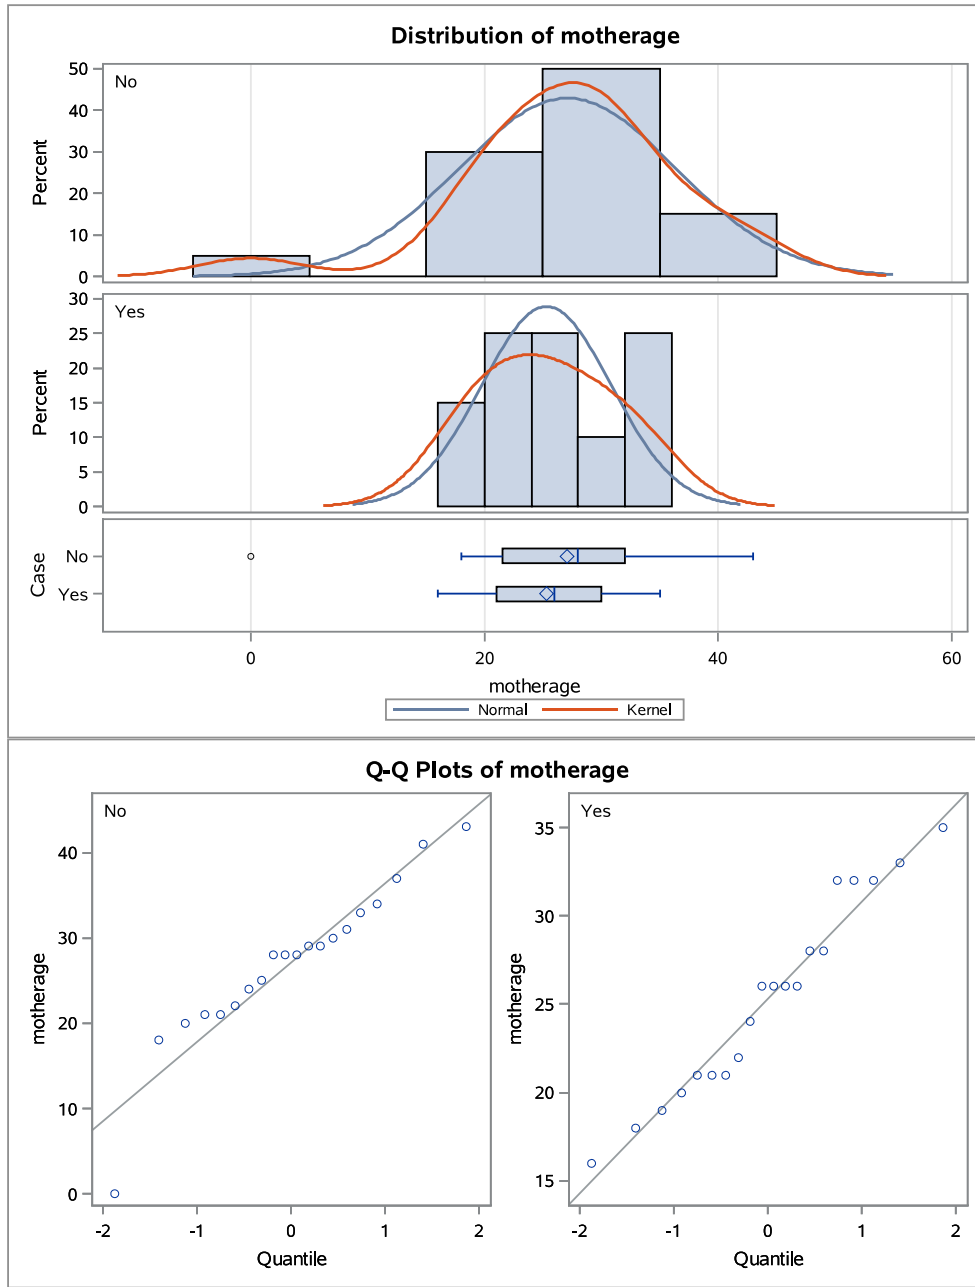 Distribution of motherage
No
50
40
30
20
10
0
Percent
Yes
30
25
20
15
10
5
0
Percent
Case
No
Yes
0 20 40 60
motherage
Normal Kernel
Q-Q Plots of motherage
No
40
30
20
10
0
motherage
-2 -1 0 1 2
Quantile
Yes
35
30
25
20
15
motherage
-2 -1 0 1 2
Quantile